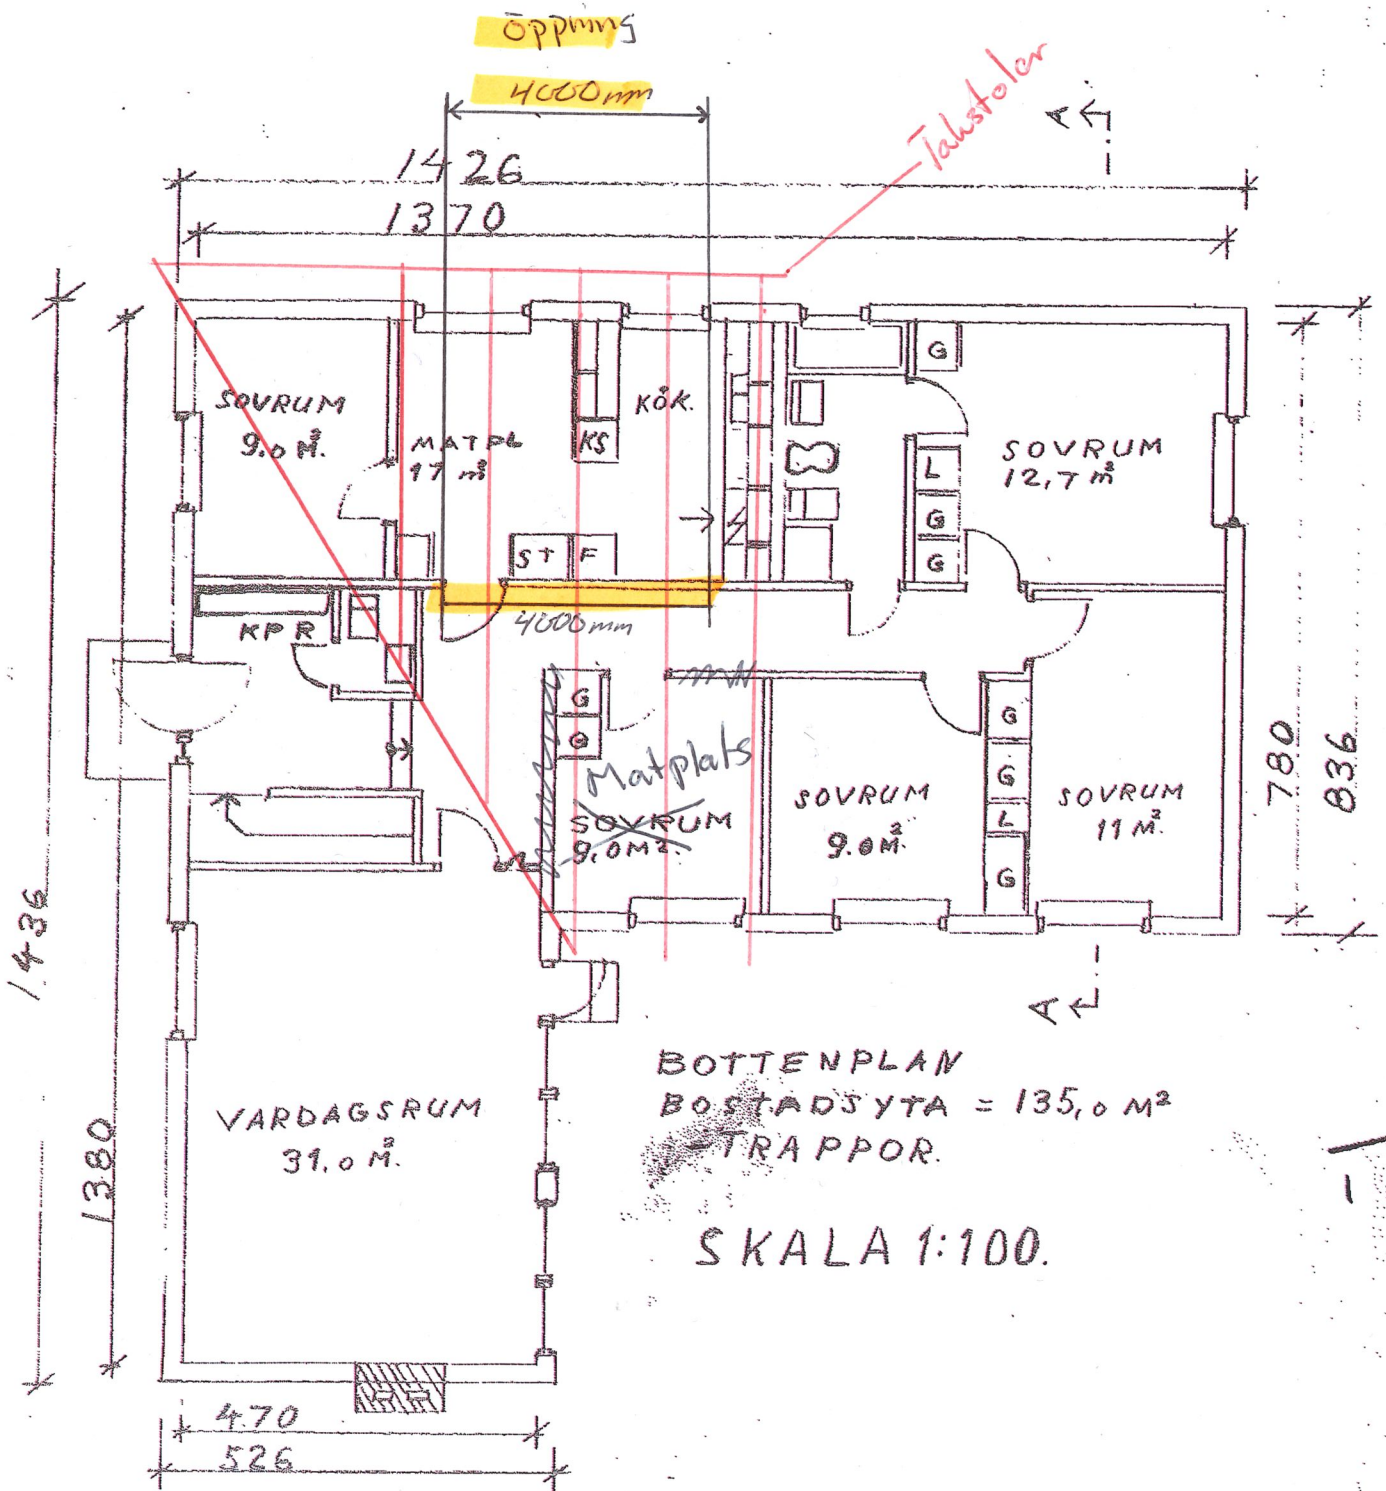 Öppning
4000mm
Takstolar
A
1426
1370
G
SOVRUM
9.0 M².
MATPL
17 m²
KS
KÖK.
L
G
G
SOVRUM
12,7 m²
ST
F
4000mm
KPR
G
G
Matplats
SOVRUM
9,0M².
SOVRUM
9.0M².
G
G
L
G
SOVRUM
11 M².
780
836
1436
1380
A
VARDAGSRUM
31.0 M².
BOTTENPLAN
BOSTADSYTA = 135,0 M²
-TRAPPOR.
SKALA 1:100.
470
526